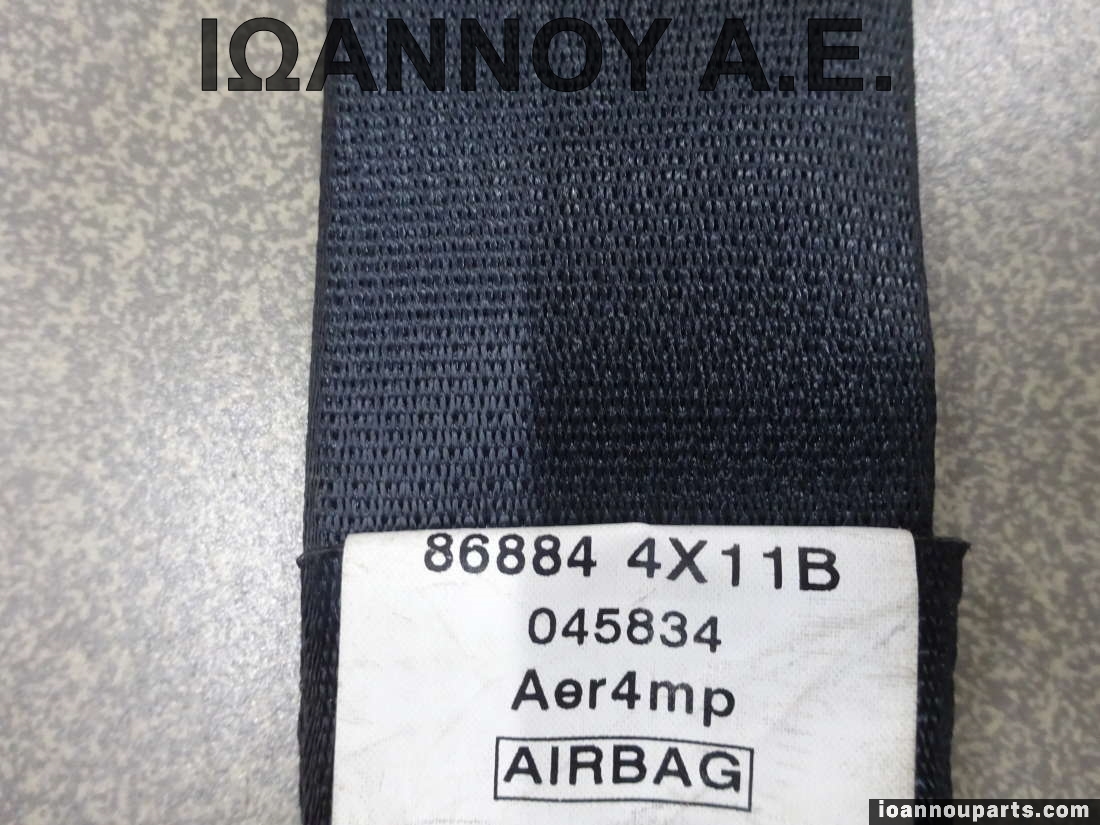 ΙΩΑΝΝΟΥ Α.Ε.
86884 4X11B
045834
Aer4mp
AIRBAG
ioannouparts.com